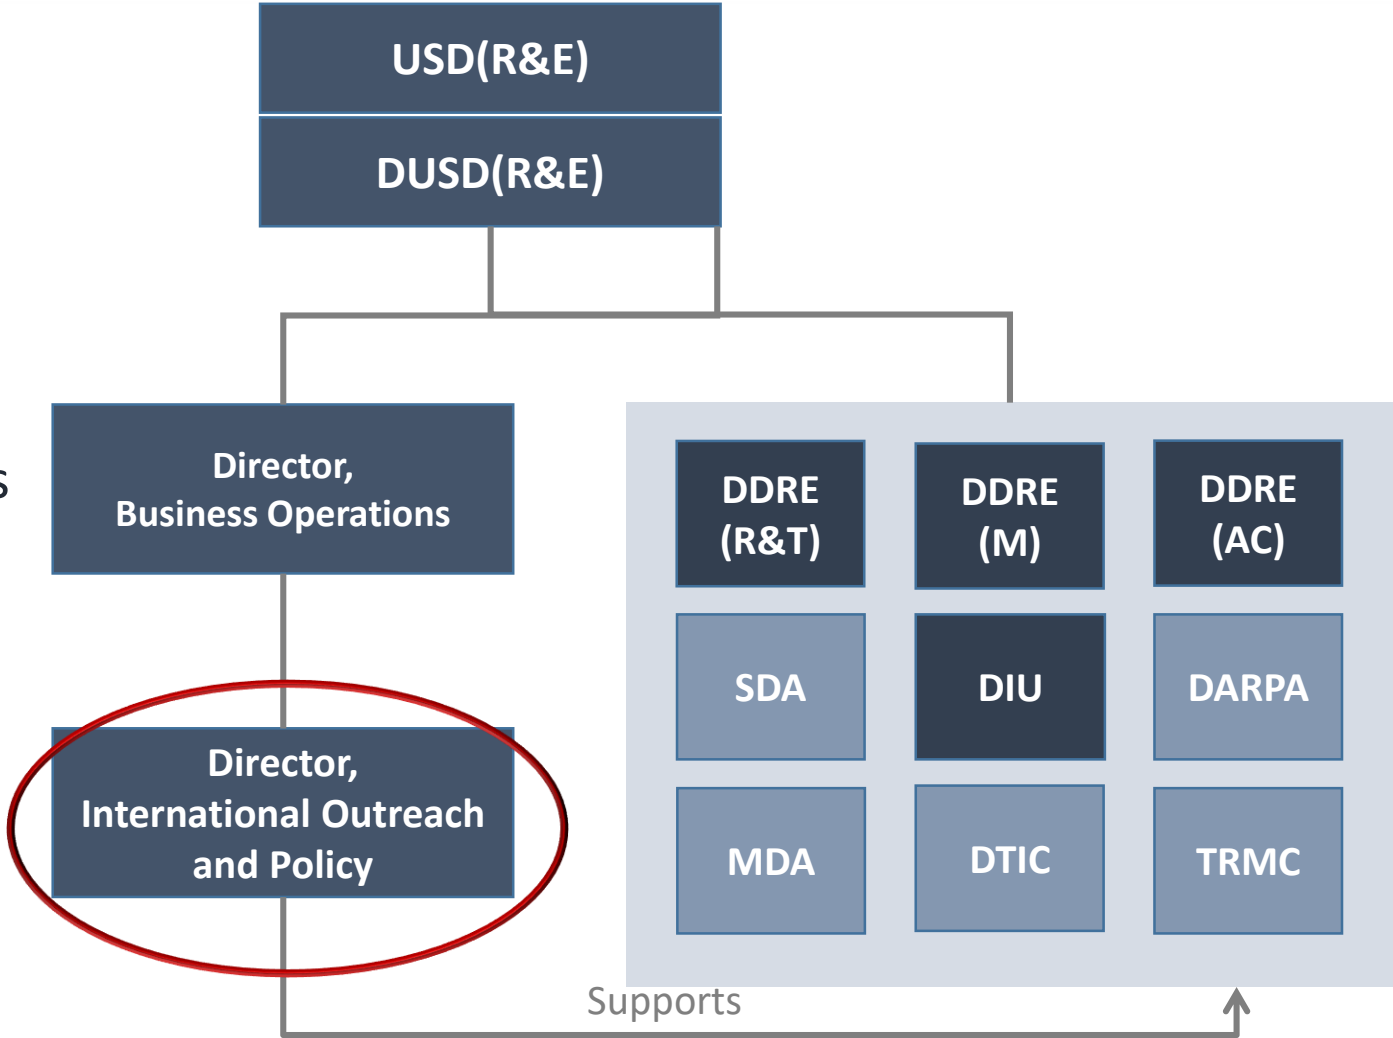 USD(R&E)
DUSD(R&E)
s
Director,
Business Operations
DDRE
(R&T)
DDRE
(M)
DDRE
(AC)
SDA
DIU
DARPA
Director,
International Outreach
and Policy
MDA
DTIC
TRMC
Supports